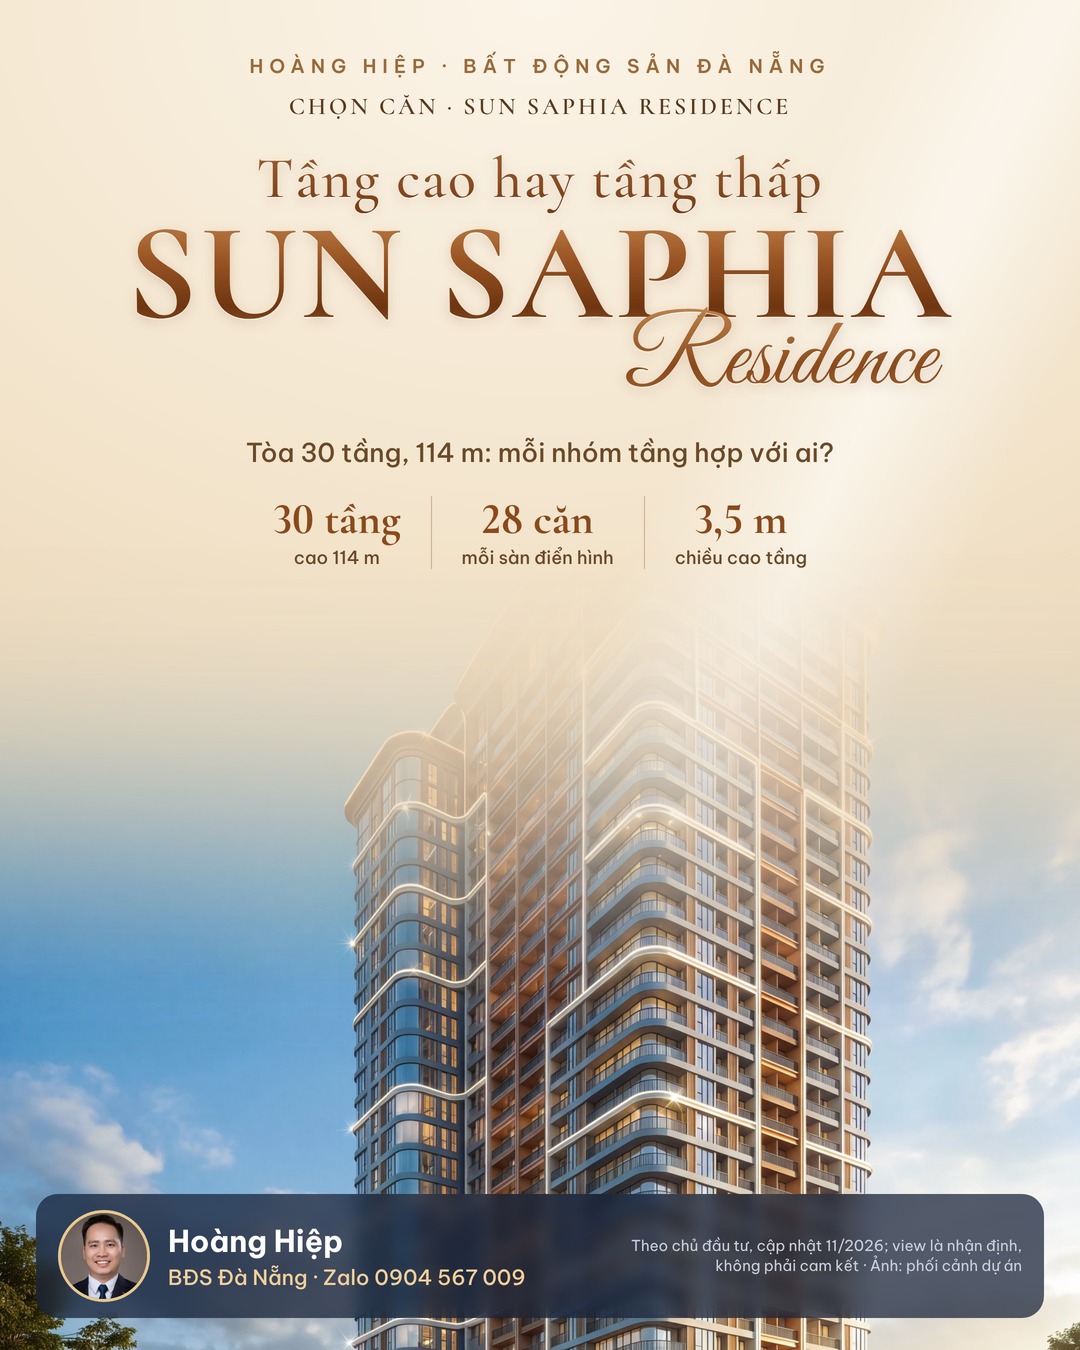 HOÀNG HIỆP · BẤT ĐỘNG SẢN ĐÀ NẴNG
CHỌN CĂN · SUN SAPHIA RESIDENCE
Tầng cao hay tầng thấp
SUN SAPHIA
Residence
Tòa 30 tầng, 114 m: mỗi nhóm tầng hợp với ai?
30 tầng
cao 114 m
28 căn
mỗi sàn điển hình
3,5 m
chiều cao tầng
Hoàng Hiệp
BĐS Đà Nẵng · Zalo 0904 567 009
Theo chủ đầu tư, cập nhật 11/2026; view là nhận định,
không phải cam kết · Ảnh: phối cảnh dự án